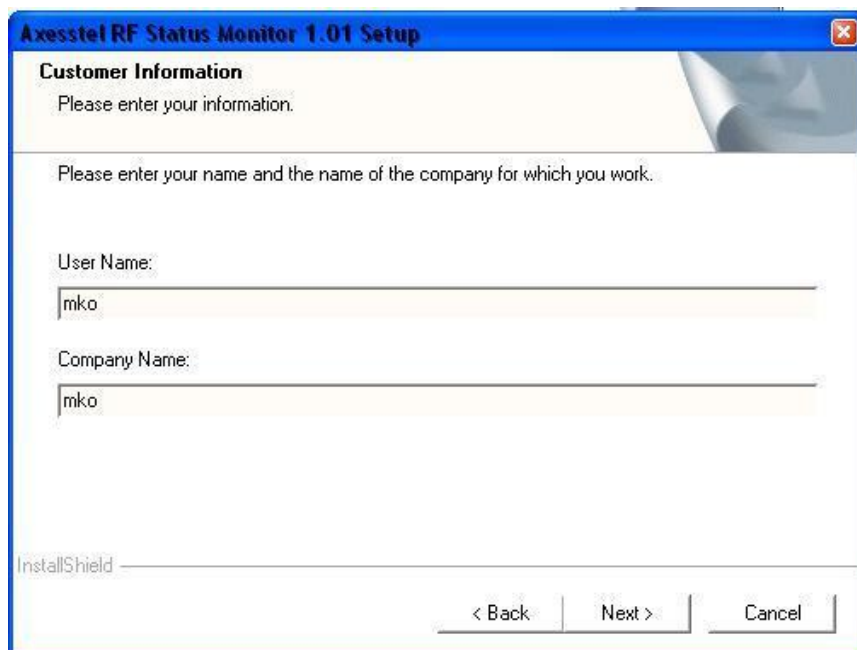 Axesstel RF Status Monitor 1.01 Setup
Customer Information
Please enter your information.
Please enter your name and the name of the company for which you work.
User Name:
mko
Company Name:
mko
InstallShield
< Back Next > Cancel